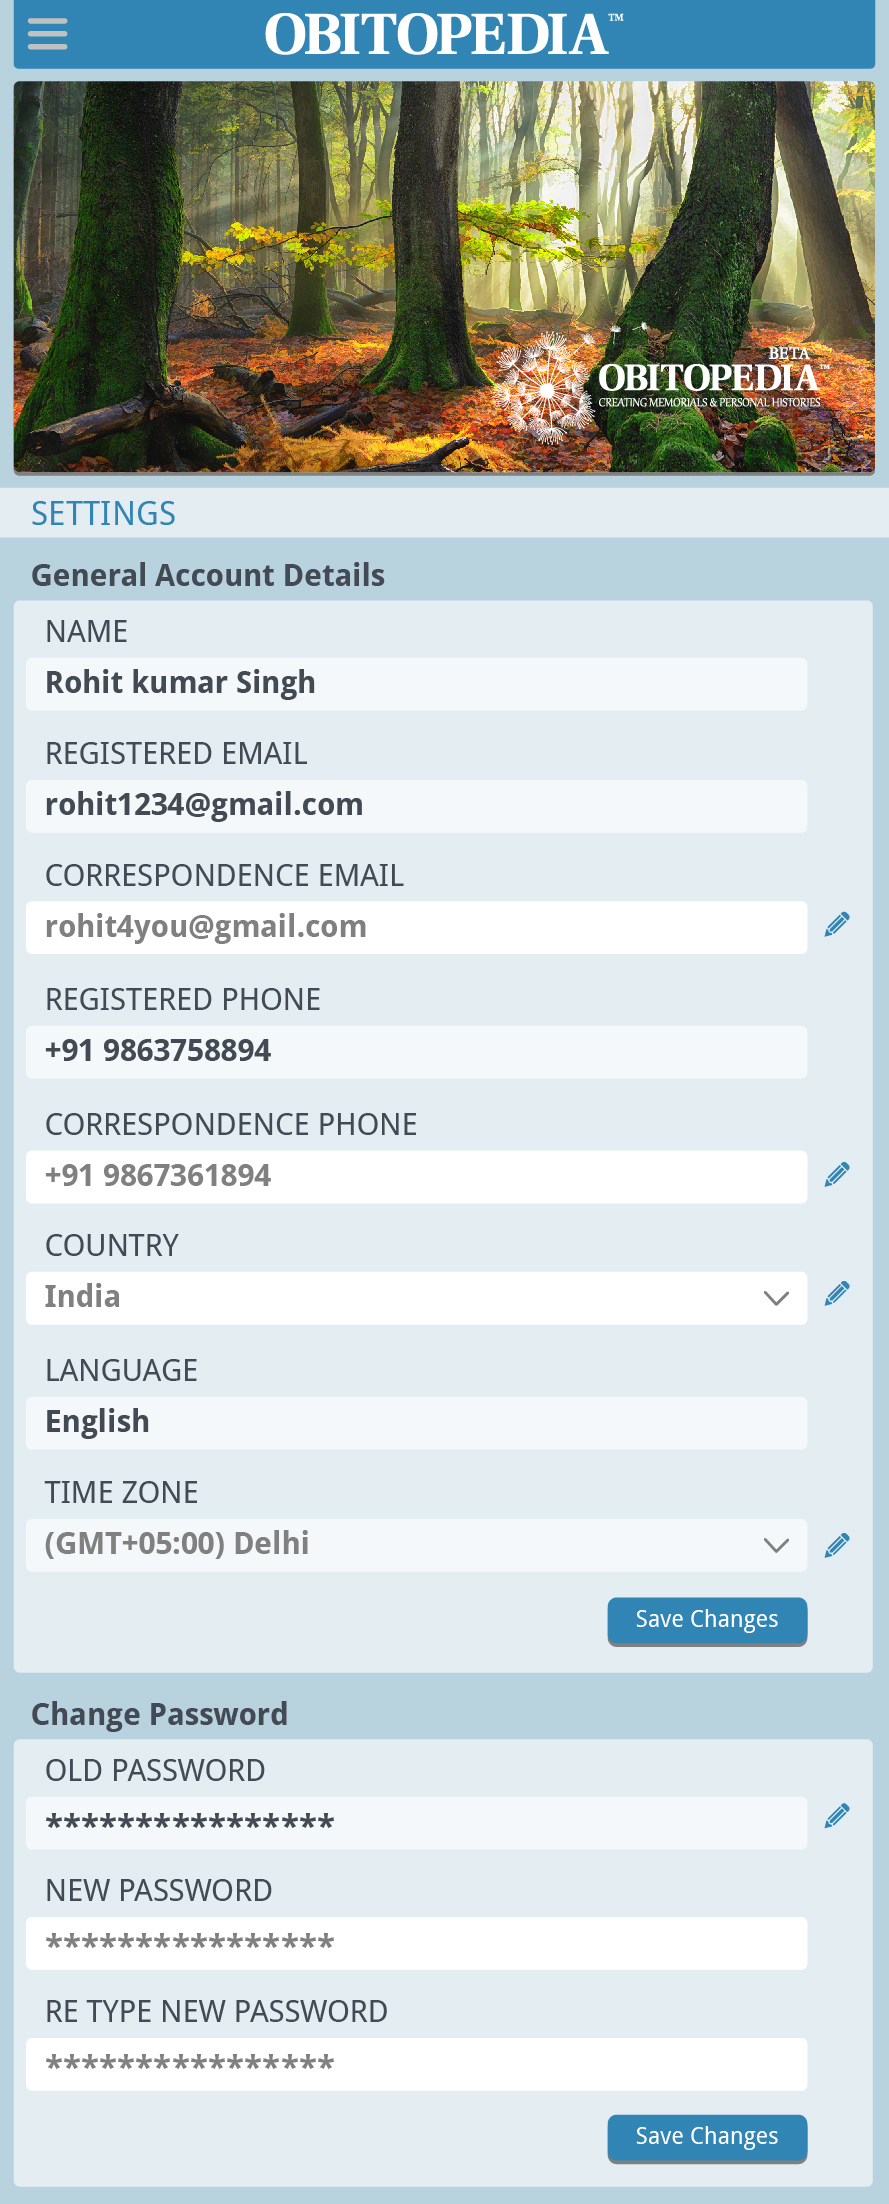 OBITOPEDIA™
BETA
OBITOPEDIA™
CREATING MEMORIALS & PERSONAL HISTORIES
SETTINGS
General Account Details
NAME
Rohit kumar Singh
REGISTERED EMAIL
rohit1234@gmail.com
CORRESPONDENCE EMAIL
rohit4you@gmail.com
REGISTERED PHONE
+91 9863758894
CORRESPONDENCE PHONE
+91 9867361894
COUNTRY
India
LANGUAGE
English
TIME ZONE
(GMT+05:00) Delhi
Save Changes
Change Password
OLD PASSWORD
****************
NEW PASSWORD
****************
RE TYPE NEW PASSWORD
****************
Save Changes